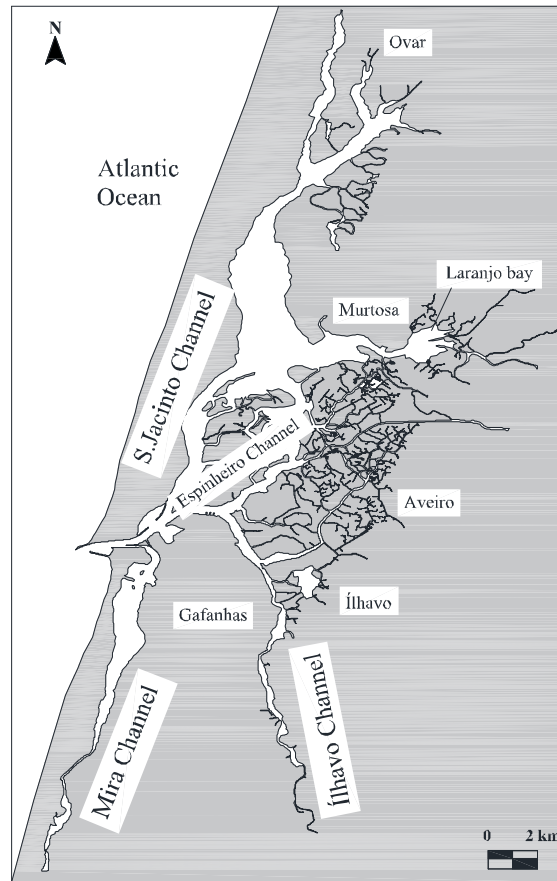 N
Ovar
Atlantic
Ocean
Laranjo bay
Murtosa
S.Jacinto Channel
Espinheiro Channel
Aveiro
Ílhavo
Gafanhas
Ílhavo Channel
Mira Channel
0 2 km